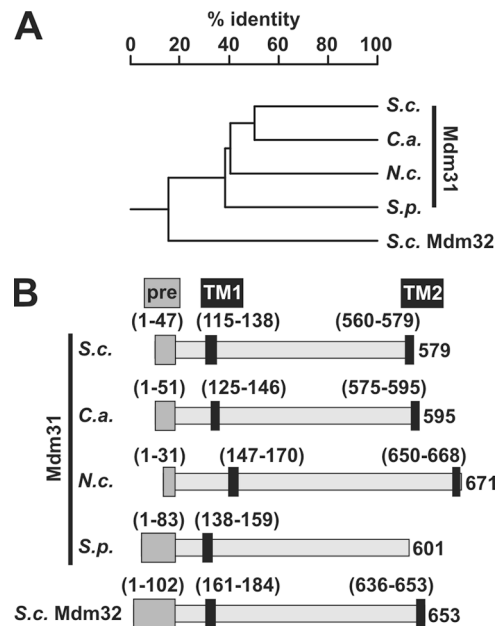 A
% identity
0 20 40 60 80 100
S.c.
C.a.
N.c.
S.p.
Mdm31
S.c. Mdm32
B
pre TM1 TM2
(1-47) (115-138) (560-579)
S.c. 579
(1-51) (125-146) (575-595)
C.a. 595
Mdm31
(1-31) (147-170) (650-668)
N.c. 671
(1-83) (138-159)
S.p. 601
(1-102) (161-184) (636-653)
S.c. Mdm32 653